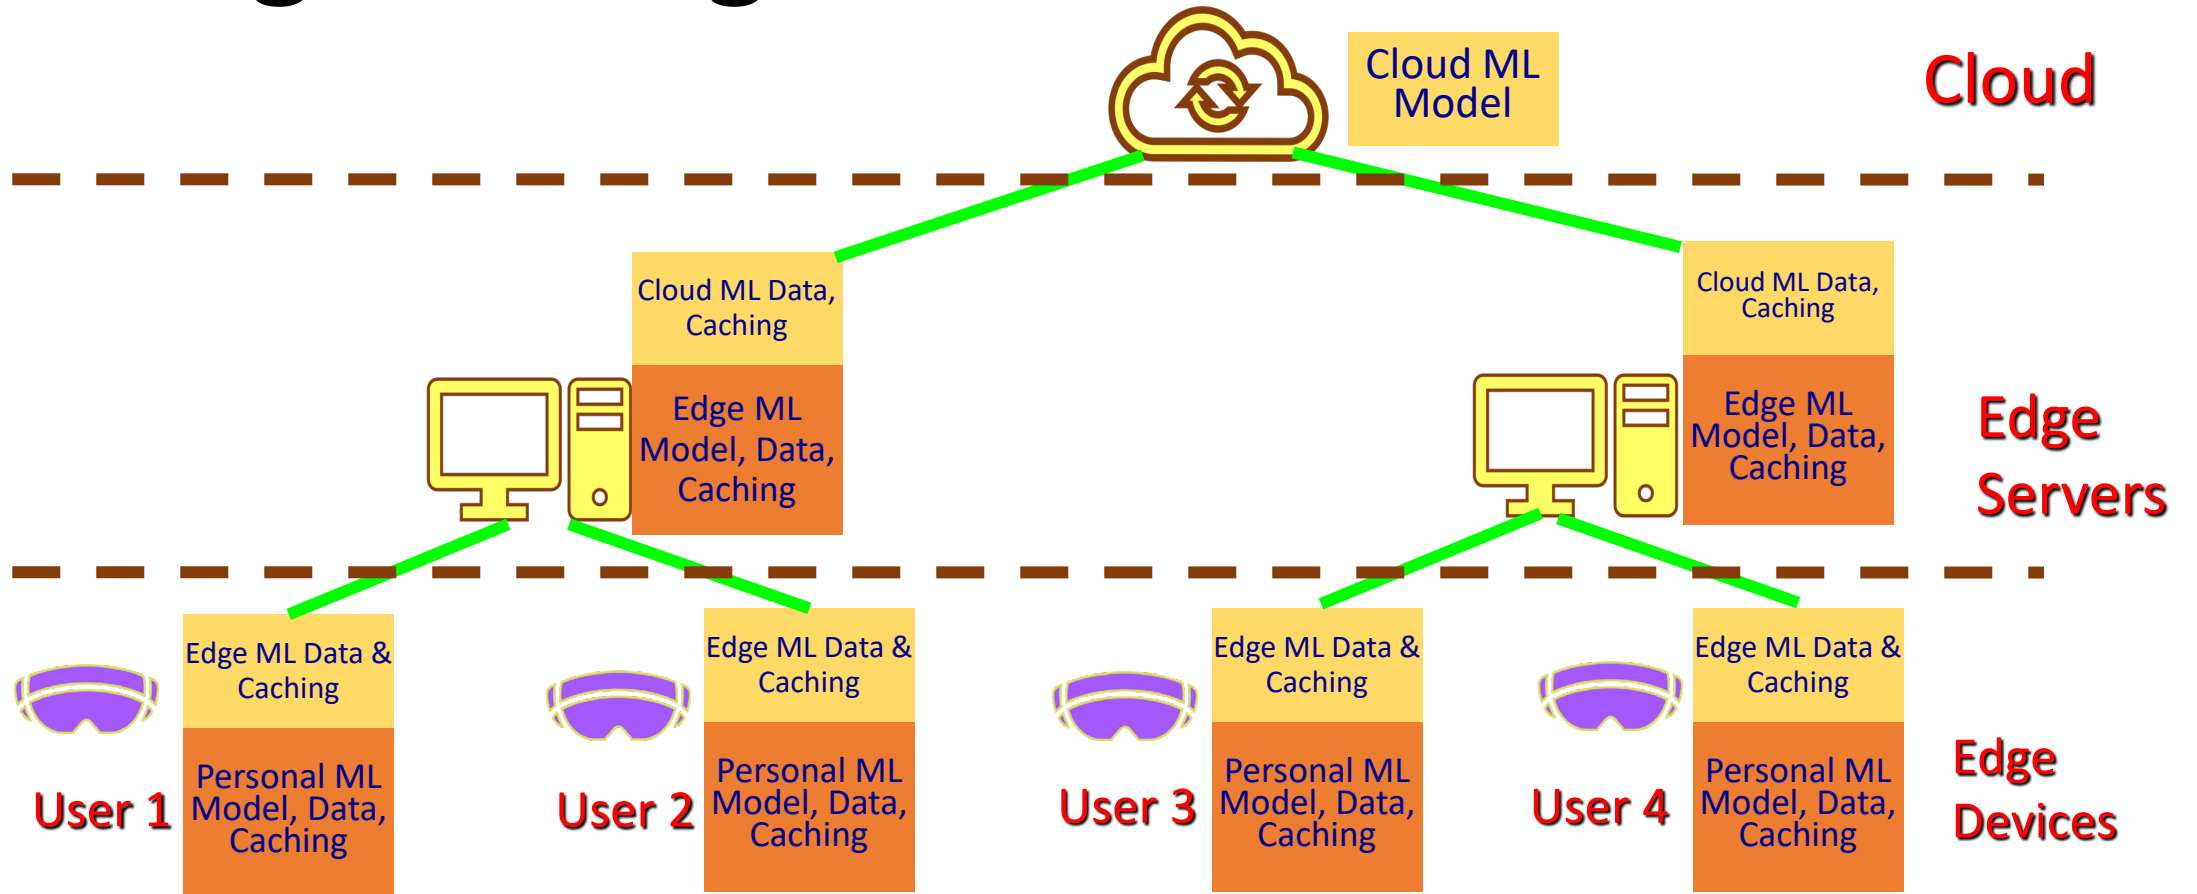 Cloud ML
Model
Cloud
Cloud ML Data,
Caching
Edge ML
Model, Data,
Caching
Cloud ML Data,
Caching
Edge ML
Model, Data,
Caching
Edge
Servers
Edge ML Data &
Caching
Personal ML
Model, Data,
Caching
User 1
Edge ML Data &
Caching
Personal ML
Model, Data,
Caching
User 2
Edge ML Data &
Caching
Personal ML
Model, Data,
Caching
User 3
Edge ML Data &
Caching
Personal ML
Model, Data,
Caching
User 4
Edge
Devices